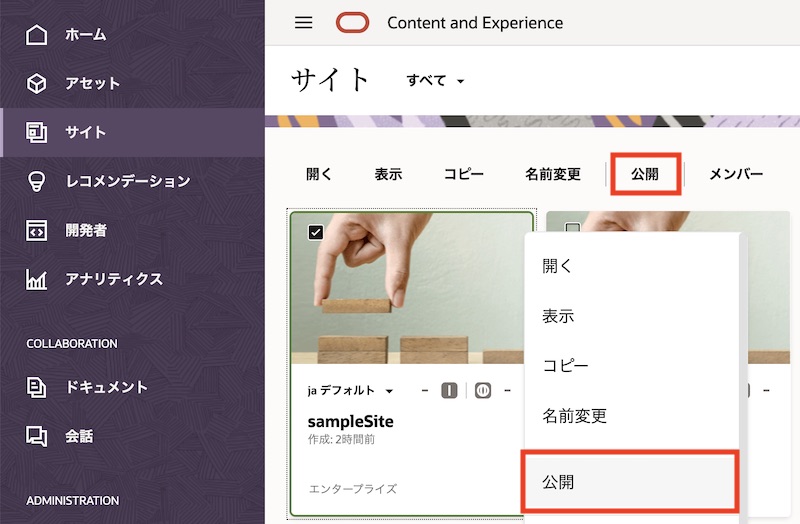 ホーム
アセット
サイト
レコメンデーション
開発者
アナリティクス
COLLABORATION
ドキュメント
会話
ADMINISTRATION
Content and Experience
サイト すべて
開く 表示 コピー 名前変更 公開 メンバー
ja デフォルト
sampleSite
作成: 2時間前
エンタープライズ
開く
表示
コピー
名前変更
公開